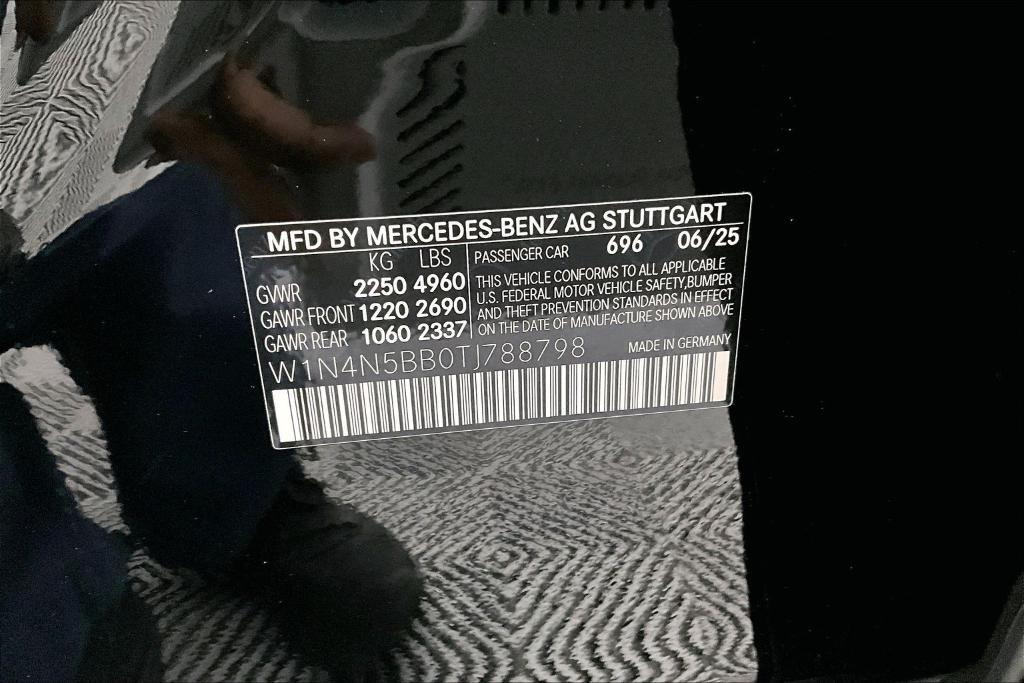 MFD BY MERCEDES-BENZ AG STUTTGART
KG LBS
GVWR 2250 4960
GAWR FRONT 1220 2690
GAWR REAR 1060 2337
PASSENGER CAR 696 06/25
THIS VEHICLE CONFORMS TO ALL APPLICABLE
U.S. FEDERAL MOTOR VEHICLE SAFETY,BUMPER
AND THEFT PREVENTION STANDARDS IN EFFECT
ON THE DATE OF MANUFACTURE SHOWN ABOVE
W1N4N5BB0TJ788798 MADE IN GERMANY